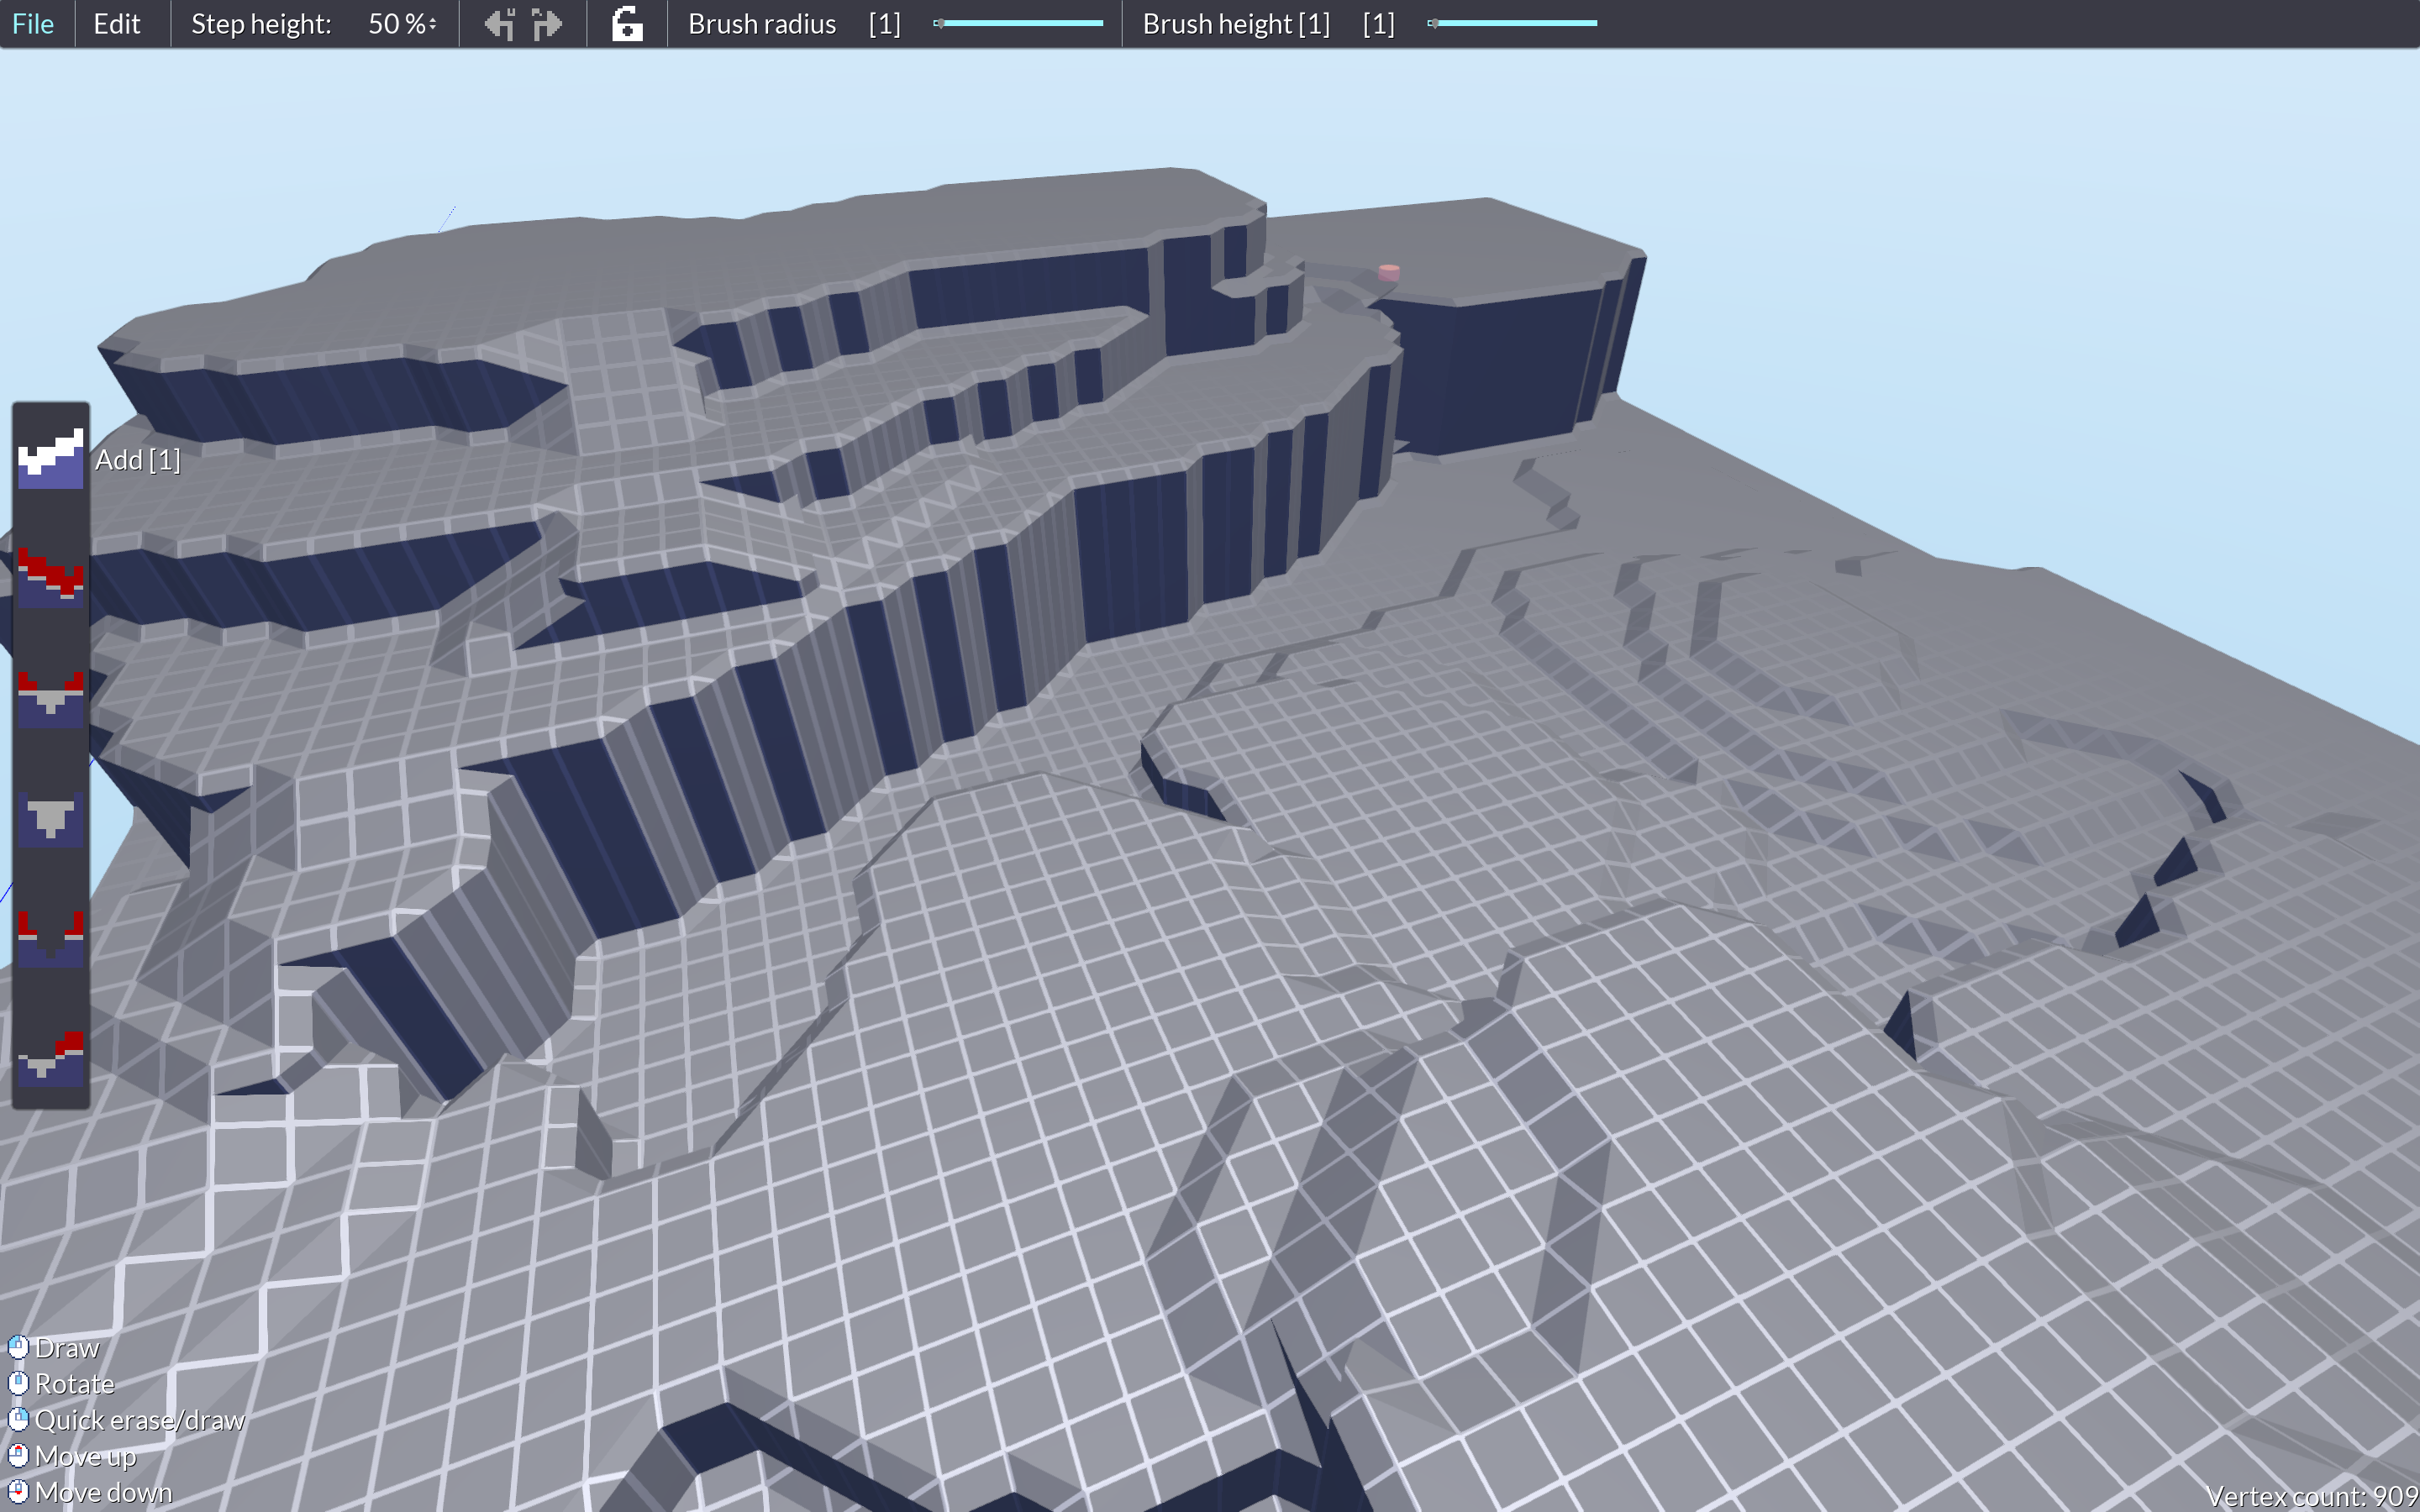 File Edit Step height: 50 % Brush radius [1] Brush height [1] [1]
Add [1]
Draw
Rotate
Quick erase/draw
Move up
Move down
Vertex count: 909